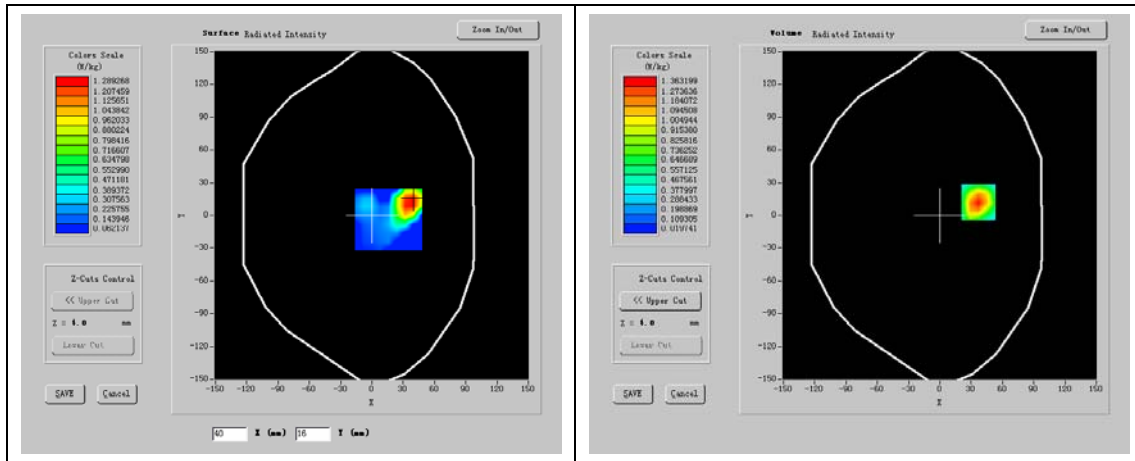 Surface Radiated Intensity
Zoom In/Out
Colors Scale
(W/kg)
1.289268
1.207459
1.125651
1.043842
0.962033
0.880224
0.798416
0.716607
0.634798
0.552990
0.471181
0.389372
0.307563
0.225755
0.143946
0.062137
150
120
90
60
30
0
-30
-60
-90
-120
-150
Y
-150 -120 -90 -60 -30 0 30 60 90 120 150
X
Z-Cuts Control
<< Upper Cut
Z = 4.0 mm
Lower Cut
SAVE Cancel
40 X (mm) 16 Y (mm)
Volume Radiated Intensity
Zoom In/Out
Colors Scale
(W/kg)
1.363199
1.273636
1.184072
1.094508
1.004944
0.915380
0.825816
0.736252
0.646689
0.557125
0.467561
0.377997
0.288433
0.198869
0.109305
0.019741
150
120
90
60
30
0
-30
-60
-90
-120
-150
Y
-150 -120 -90 -60 -30 0 30 60 90 120 150
X
Z-Cuts Control
<< Upper Cut
Z = 4.0 mm
Lower Cut
SAVE Cancel